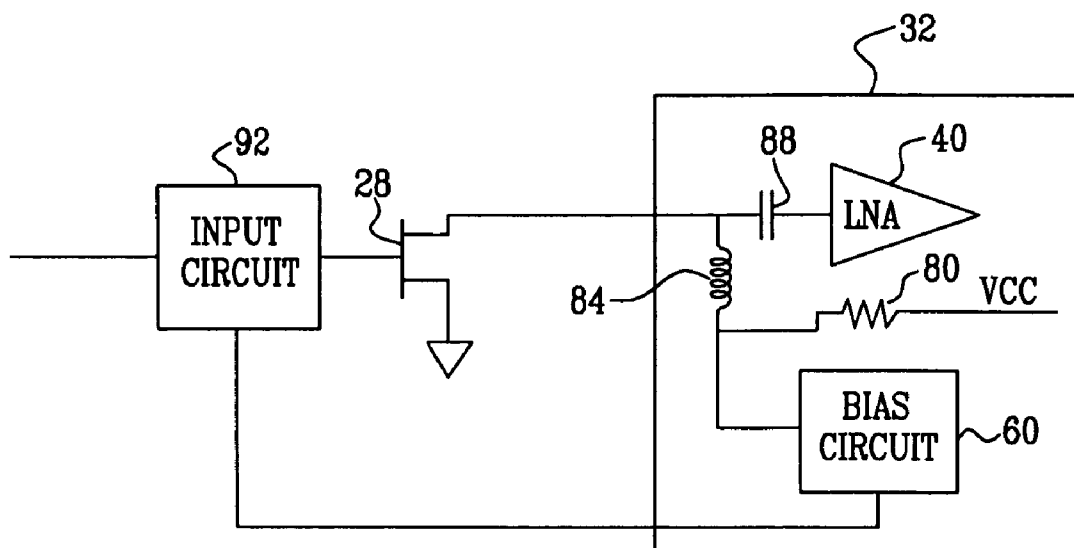 32
92
INPUT
CIRCUIT
28
88
40
LNA
84
80
VCC
BIAS
CIRCUIT
60